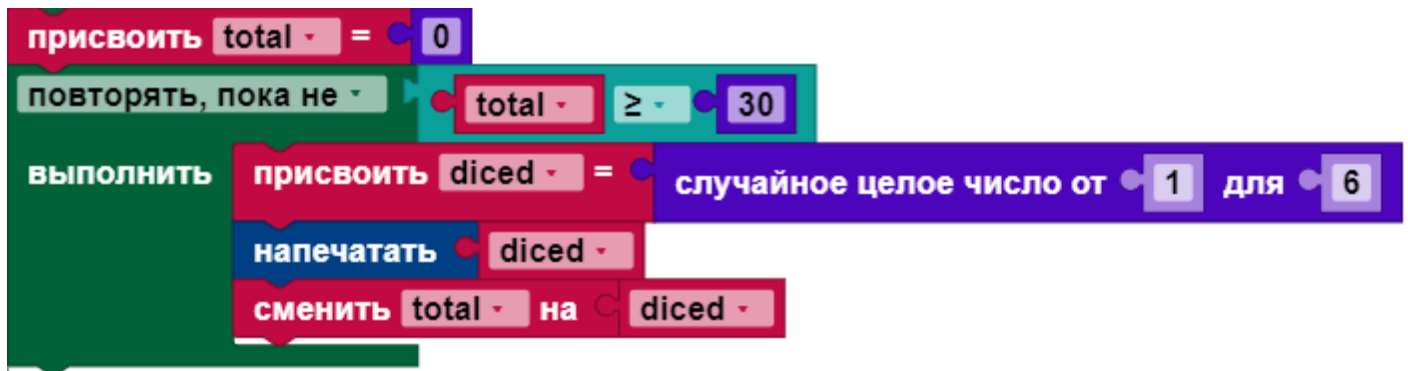 присвоить total = 0
повторять, пока не total ≥ 30
выполнить присвоить diced = случайное целое число от 1 для 6
напечатать diced
сменить total на diced